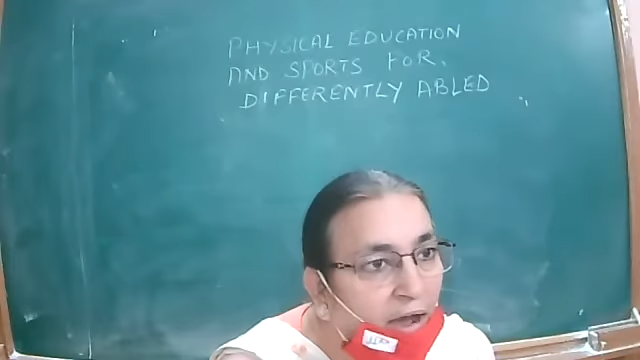 PHYSICAL EDUCATION
AND SPORTS FOR.
DIFFERENTLY ABLED